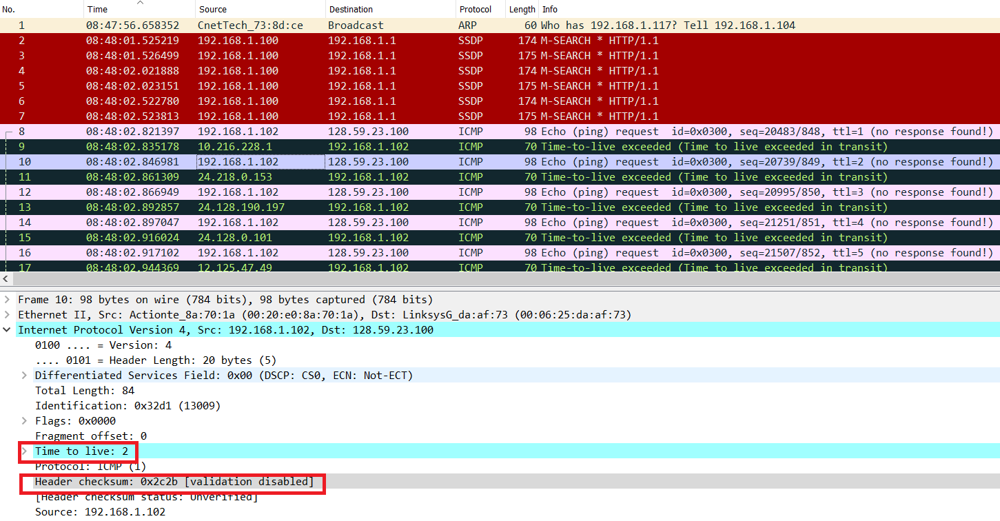 No. Time Source Destination Protocol Length Info
1 08:47:56.658352 CnetTech_73:8d:ce Broadcast ARP 60 Who has 192.168.1.117? Tell 192.168.1.104
2 08:48:01.525219 192.168.1.100 192.168.1.1 SSDP 174 M-SEARCH * HTTP/1.1
3 08:48:01.526499 192.168.1.100 192.168.1.1 SSDP 175 M-SEARCH * HTTP/1.1
4 08:48:02.021888 192.168.1.100 192.168.1.1 SSDP 174 M-SEARCH * HTTP/1.1
5 08:48:02.023151 192.168.1.100 192.168.1.1 SSDP 175 M-SEARCH * HTTP/1.1
6 08:48:02.522780 192.168.1.100 192.168.1.1 SSDP 174 M-SEARCH * HTTP/1.1
7 08:48:02.523813 192.168.1.100 192.168.1.1 SSDP 175 M-SEARCH * HTTP/1.1
8 08:48:02.821397 192.168.1.102 128.59.23.100 ICMP 98 Echo (ping) request id=0x0300, seq=20483/848, ttl=1 (no response found!)
9 08:48:02.835178 10.216.228.1 192.168.1.102 ICMP 70 Time-to-live exceeded (Time to live exceeded in transit)
10 08:48:02.846981 192.168.1.102 128.59.23.100 ICMP 98 Echo (ping) request id=0x0300, seq=20739/849, ttl=2 (no response found!)
11 08:48:02.861309 24.218.0.153 192.168.1.102 ICMP 70 Time-to-live exceeded (Time to live exceeded in transit)
12 08:48:02.866949 192.168.1.102 128.59.23.100 ICMP 98 Echo (ping) request id=0x0300, seq=20995/850, ttl=3 (no response found!)
13 08:48:02.892857 24.128.190.197 192.168.1.102 ICMP 70 Time-to-live exceeded (Time to live exceeded in transit)
14 08:48:02.897047 192.168.1.102 128.59.23.100 ICMP 98 Echo (ping) request id=0x0300, seq=21251/851, ttl=4 (no response found!)
15 08:48:02.916024 24.128.0.101 192.168.1.102 ICMP 70 Time-to-live exceeded (Time to live exceeded in transit)
16 08:48:02.917102 192.168.1.102 128.59.23.100 ICMP 98 Echo (ping) request id=0x0300, seq=21507/852, ttl=5 (no response found!)
17 08:48:02.944369 12.125.47.49 192.168.1.102 ICMP 70 Time-to-live exceeded (Time to live exceeded in transit)
Frame 10: 98 bytes on wire (784 bits), 98 bytes captured (784 bits)
Ethernet II, Src: Actionte_8a:70:1a (00:20:e0:8a:70:1a), Dst: LinksysG_da:af:73 (00:06:25:da:af:73)
Internet Protocol Version 4, Src: 192.168.1.102, Dst: 128.59.23.100
0100 .... = Version: 4
.... 0101 = Header Length: 20 bytes (5)
Differentiated Services Field: 0x00 (DSCP: CS0, ECN: Not-ECT)
Total Length: 84
Identification: 0x32d1 (13009)
Flags: 0x0000
Fragment offset: 0
Time to live: 2
Protocol: ICMP (1)
Header checksum: 0x2c2b [validation disabled]
[Header checksum status: Unverified]
Source: 192.168.1.102